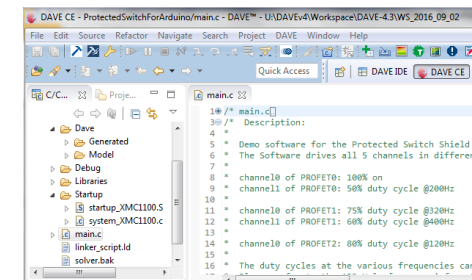 DAVE CE - ProtectedSwitchForArduino/main.c - DAVE™ - U:\DAVEv4\Workspace\DAVE-4.3\WS_2016_09_02
File Edit Source Refactor Navigate Search Project DAVE Window Help
Quick Access DAVE IDE DAVE CE
C/C... Proje... main.c
Dave
Generated
Model
Debug
Libraries
Startup
startup_XMC1100.S
system_XMC1100.c
main.c
linker_script.ld
solver.bak
1 /* main.c
3 /* Description:
4 *
5 * Demo software for the Protected Switch Shield
6 * The Software drives all 5 channels in differe
7 *
8 * channel0 of PROFET0: 100% on
9 * channel1 of PROFET0: 50% duty cycle @200Hz
10 *
11 * channel0 of PROFET1: 75% duty cycle @320Hz
12 * channel1 of PROFET1: 60% duty cycle @400Hz
13 *
14 * channel0 of PROFET2: 80% duty cycle @120Hz
15 *
16 * The duty cycles at the various frequencies ca